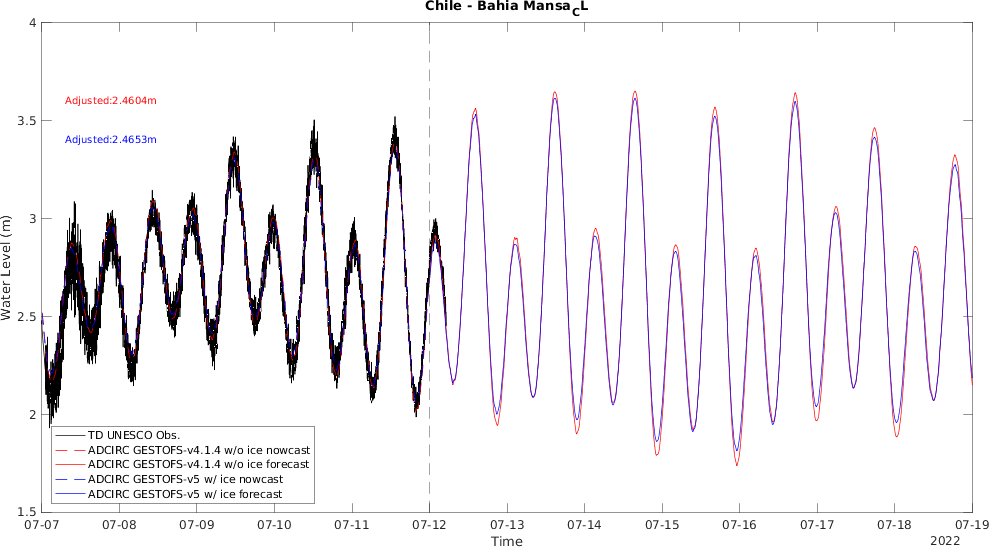 Chile - Bahia Mansa_CL
4
Adjusted:2.4604m
3.5
Adjusted:2.4653m
3
Water Level (m)
2.5
2
TD UNESCO Obs.
ADCIRC GESTOFS-v4.1.4 w/o ice nowcast
ADCIRC GESTOFS-v4.1.4 w/o ice forecast
ADCIRC GESTOFS-v5 w/ ice nowcast
ADCIRC GESTOFS-v5 w/ ice forecast
1.5
07-07 07-08 07-09 07-10 07-11 07-12 07-13 07-14 07-15 07-16 07-17 07-18 07-19
Time
2022